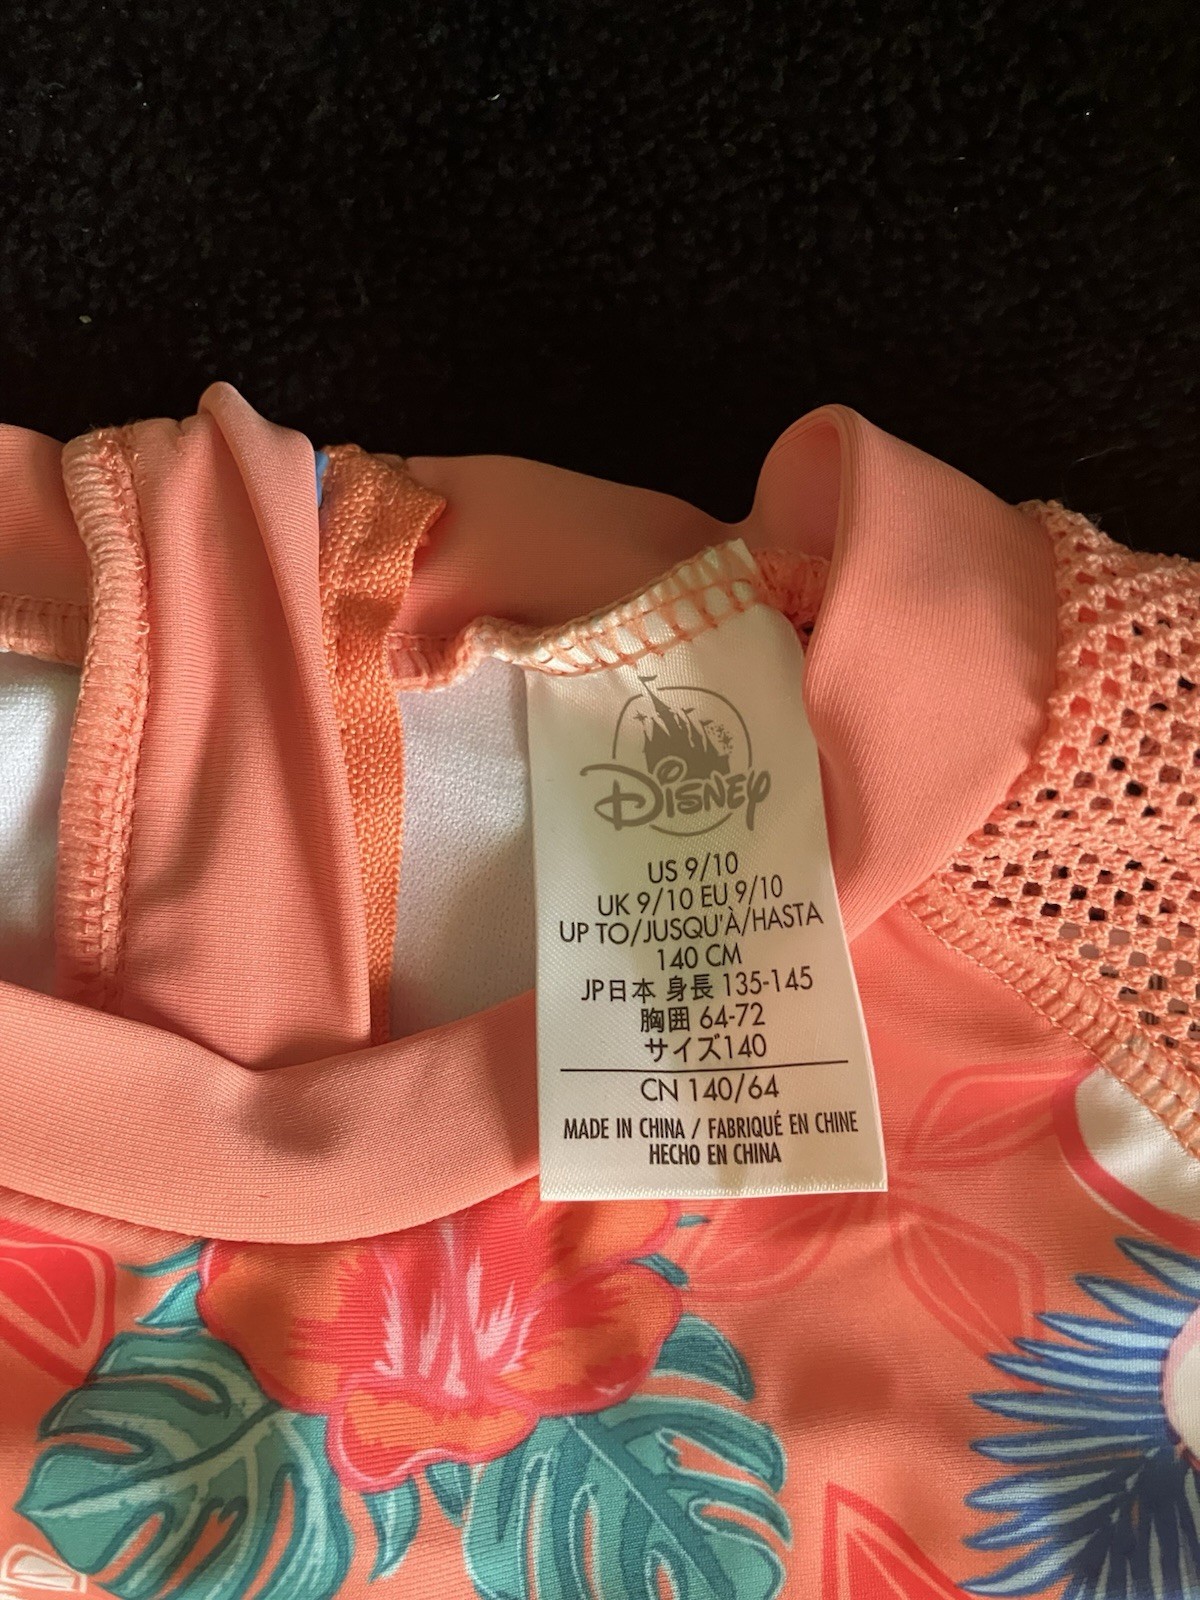 Disney
US 9/10
UK 9/10 EU 9/10
UP TO/JUSQU'À/HASTA
140 CM
JP日本 身長 135-145
胸囲 64-72
サイズ140
CN 140/64
MADE IN CHINA / FABRIQUÉ EN CHINE
HECHO EN CHINA